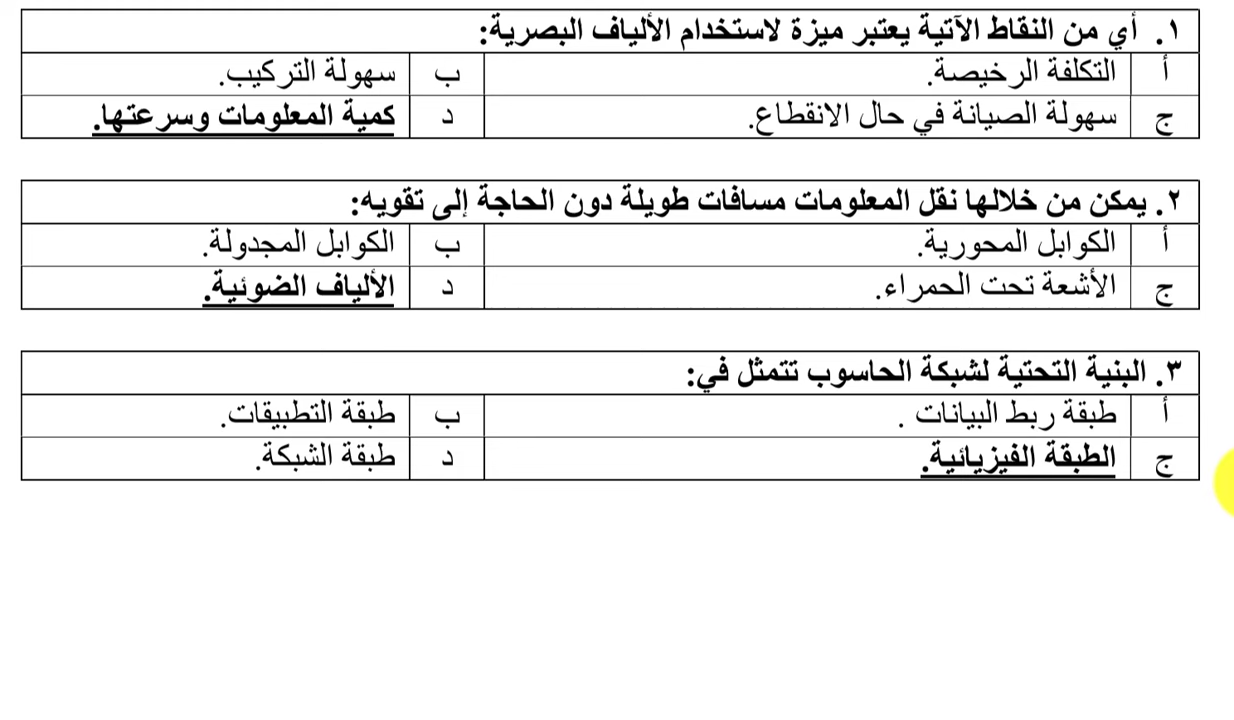 ١. أي من النقاط الآتية يعتبر ميزة لاستخدام الألياف البصرية:
أ التكلفة الرخيصة. ب سهولة التركيب.
ج سهولة الصيانة في حال الانقطاع. د كمية المعلومات وسرعتها.
٢. يمكن من خلالها نقل المعلومات مسافات طويلة دون الحاجة إلى تقويه:
أ الكوابل المحورية. ب الكوابل المجدولة.
ج الأشعة تحت الحمراء. د الألياف الضوئية.
٣. البنية التحتية لشبكة الحاسوب تتمثل في:
أ طبقة ربط البيانات . ب طبقة التطبيقات.
ج الطبقة الفيزيائية. د طبقة الشبكة.